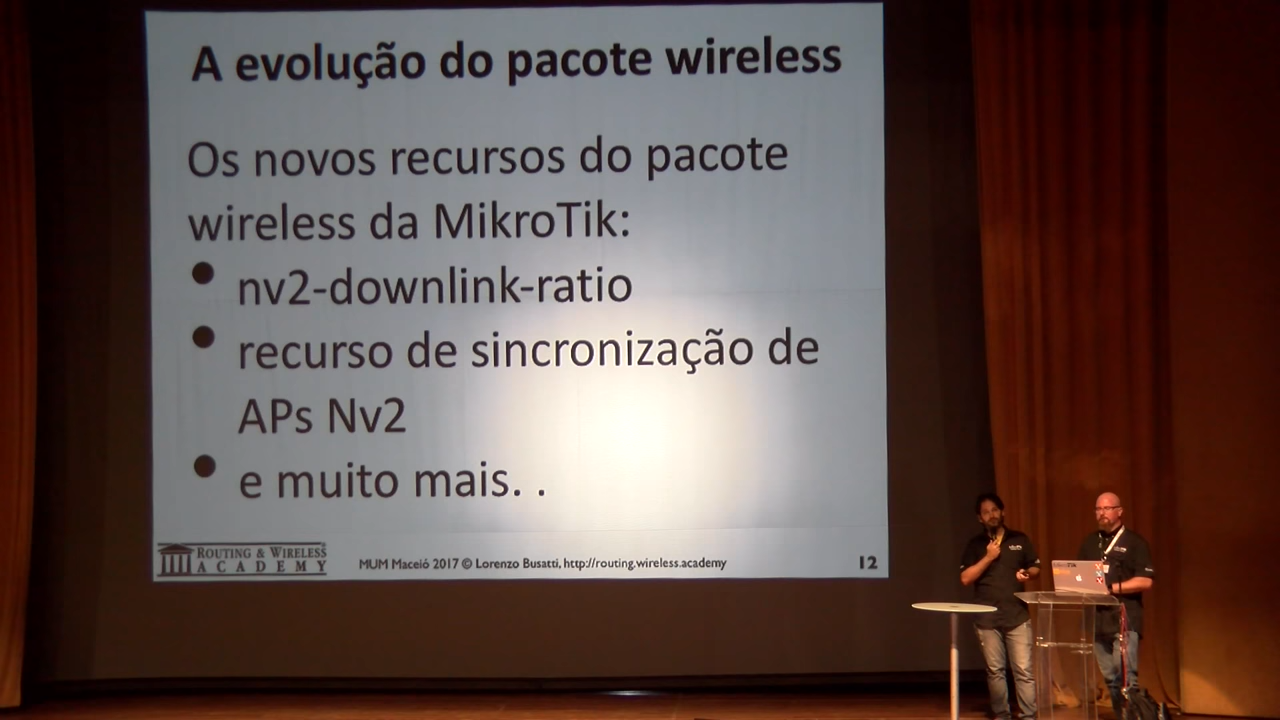 A evolução do pacote wireless
Os novos recursos do pacote
wireless da MikroTik:
• nv2-downlink-ratio
• recurso de sincronização de
APs Nv2
• e muito mais. .
ROUTING & WIRELESS
ACADEMY
MUM Maceió 2017 © Lorenzo Busatti, http://routing.wireless.academy
12